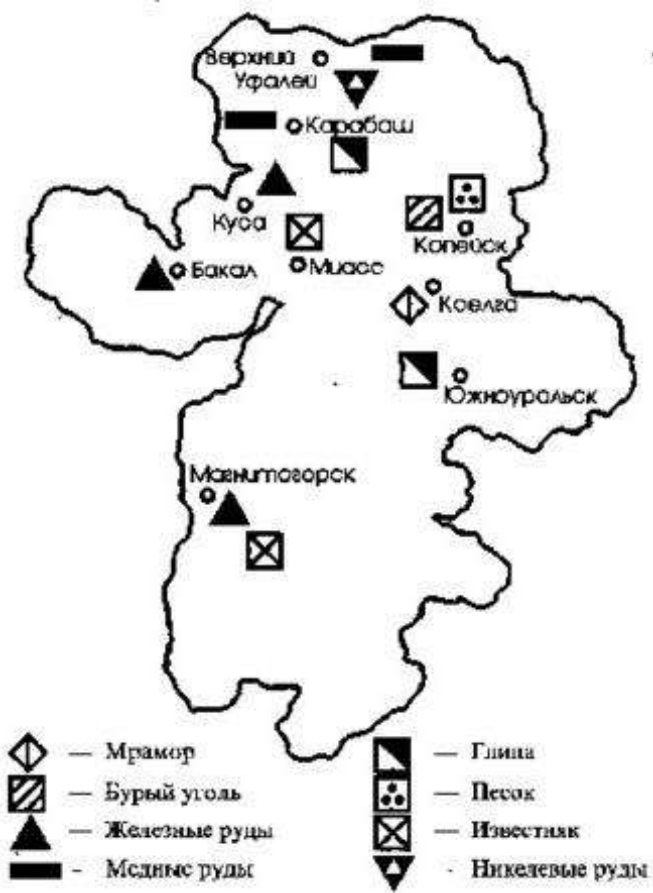 Верхний
Уфалей
Карабаш
Куса
Миасс
Бакал
Копейск
Коелга
Южноуральск
Магнитогорск
— Мрамор
— Бурый уголь
— Железные руды
- Медные руды
— Глина
— Песок
— Известняк
- Никелевые руды